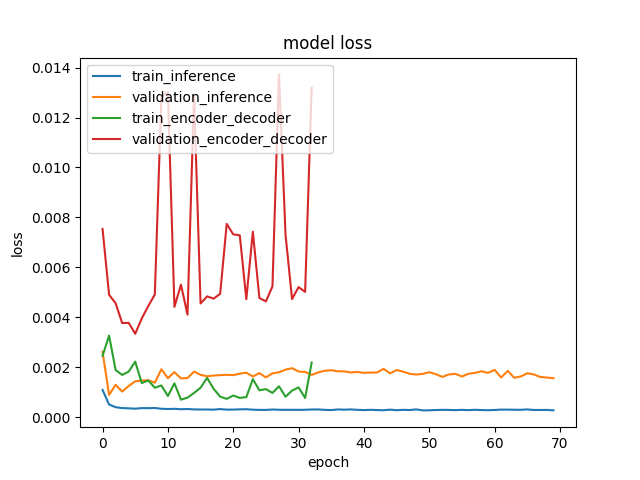 model loss
train_inference
validation_inference
train_encoder_decoder
validation_encoder_decoder
0.014
0.012
0.010
0.008
0.006
0.004
0.002
0.000
loss
0 10 20 30 40 50 60 70
epoch